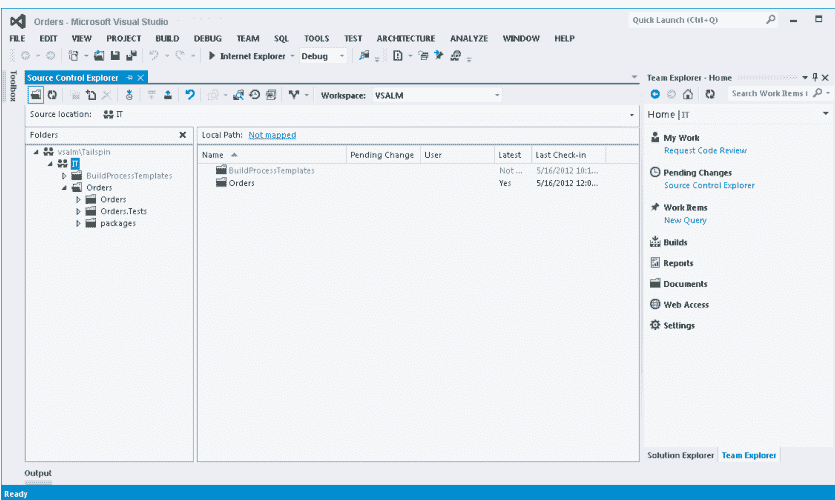 Orders - Microsoft Visual Studio
Quick Launch (Ctrl+Q)
FILE EDIT VIEW PROJECT BUILD DEBUG TEAM SQL TOOLS TEST ARCHITECTURE ANALYZE WINDOW HELP
Internet Explorer Debug
Toolbox
Source Control Explorer
Workspace: VSALM
Source location: IT
Folders
vsalm\Tailspin
IT
BuildProcessTemplates
Orders
Orders
Orders.Tests
packages
Local Path: Not mapped
Name Pending Change User Latest Last Check-in
BuildProcessTemplates Not ... 5/16/2012 10:1...
Orders Yes 5/16/2012 12:0...
Team Explorer - Home
Search Work Items
Home | IT
My Work
Request Code Review
Pending Changes
Source Control Explorer
Work Items
New Query
Builds
Reports
Documents
Web Access
Settings
Solution Explorer Team Explorer
Output
Ready